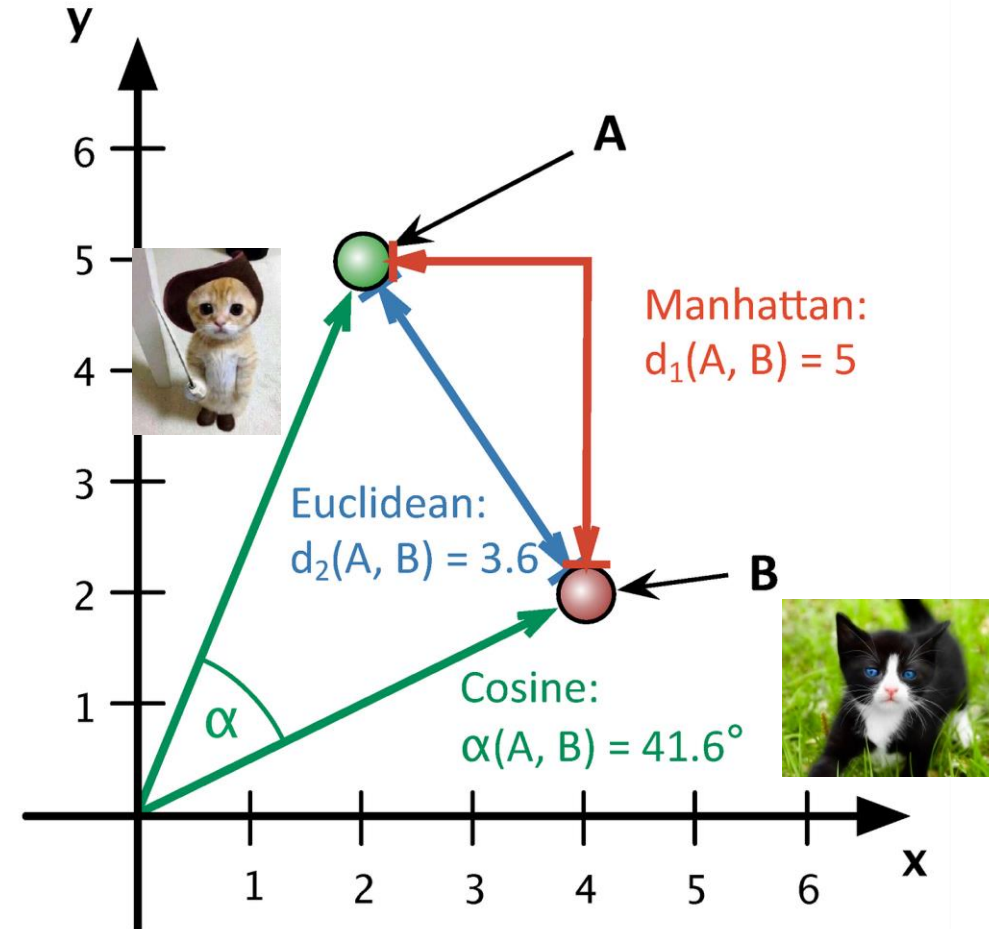 y
A
6
5
Manhattan:
d₁(A, B) = 5
4
3
Euclidean:
d₂(A, B) = 3.6
B
2
Cosine:
α(A, B) = 41.6°
1
α
x
1 2 3 4 5 6